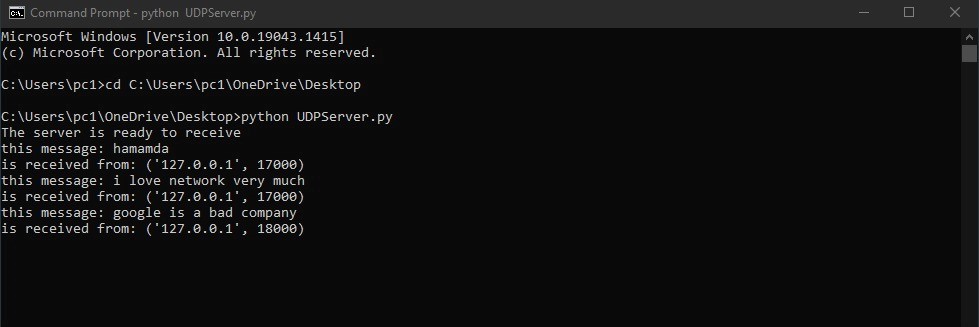 Command Prompt - python  UDPServer.py
Microsoft Windows [Version 10.0.19043.1415]
(c) Microsoft Corporation. All rights reserved.
C:\Users\pc1>cd C:\Users\pc1\OneDrive\Desktop
C:\Users\pc1\OneDrive\Desktop>python UDPServer.py
The server is ready to receive
this message: hamamda
is received from: ('127.0.0.1', 17000)
this message: i love network very much
is received from: ('127.0.0.1', 17000)
this message: google is a bad company
is received from: ('127.0.0.1', 18000)